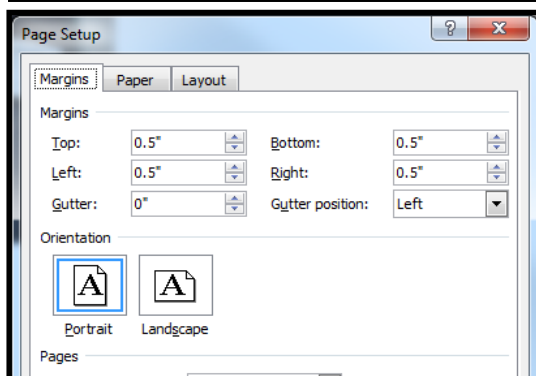 Page Setup
Margins Paper Layout
Margins
Top: 0.5" Bottom: 0.5"
Left: 0.5" Right: 0.5"
Gutter: 0" Gutter position: Left
Orientation
A A
Portrait Landscape
Pages